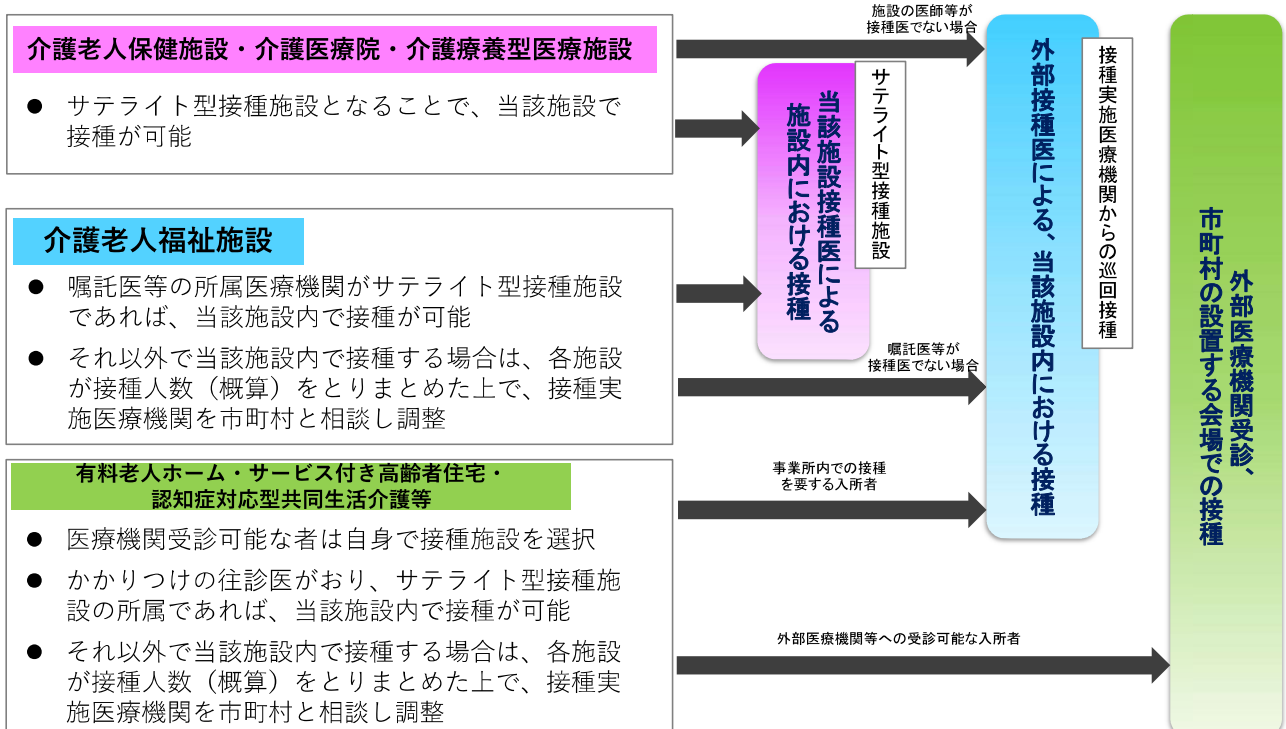 介護老人保健施設・介護医療院・介護療養型医療施設
● サテライト型接種施設となることで、当該施設で
接種が可能
介護老人福祉施設
● 嘱託医等の所属医療機関がサテライト型接種施設
であれば、当該施設内で接種が可能
● それ以外で当該施設内で接種する場合は、各施設
が接種人数（概算）をとりまとめた上で、接種実
施医療機関を市町村と相談し調整
有料老人ホーム・サービス付き高齢者住宅・
認知症対応型共同生活介護等
● 医療機関受診可能な者は自身で接種施設を選択
● かかりつけの往診医がおり、サテライト型接種施
設の所属であれば、当該施設内で接種が可能
● それ以外で当該施設内で接種する場合は、各施設
が接種人数（概算）をとりまとめた上で、接種実
施医療機関を市町村と相談し調整
施設の医師等が
接種医でない場合
当該施設接種医による
施設内における接種
サテライト型接種施設
嘱託医等が
接種医でない場合
事業所内での接種
を要する入所者
外部医療機関等への受診可能な入所者
外部接種医による、当該施設内における接種
接種実施医療機関からの巡回接種
外部医療機関受診、
市町村の設置する会場での接種